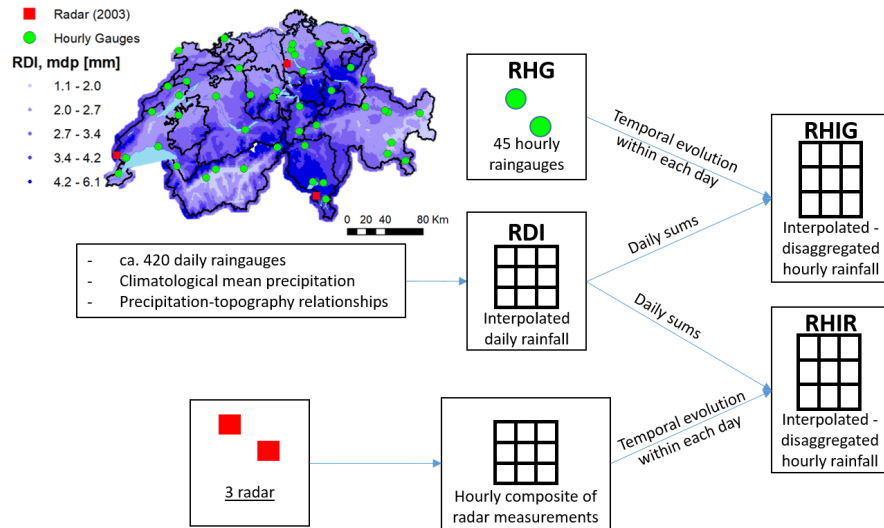 Radar (2003)
Hourly Gauges
RDI, mdp [mm]
1.1 - 2.0
2.0 - 2.7
2.7 - 3.4
3.4 - 4.2
4.2 - 6.1
0 20 40 80 Km
- ca. 420 daily raingauges
- Climatological mean precipitation
- Precipitation-topography relationships
RHG
45 hourly
raingauges
RDI
Interpolated
daily rainfall
Temporal evolution
within each day
Daily sums
RHIG
Interpolated -
disaggregated
hourly rainfall
Daily sums
RHIR
Interpolated -
disaggregated
hourly rainfall
3 radar
Hourly composite of
radar measurements
Temporal evolution
within each day